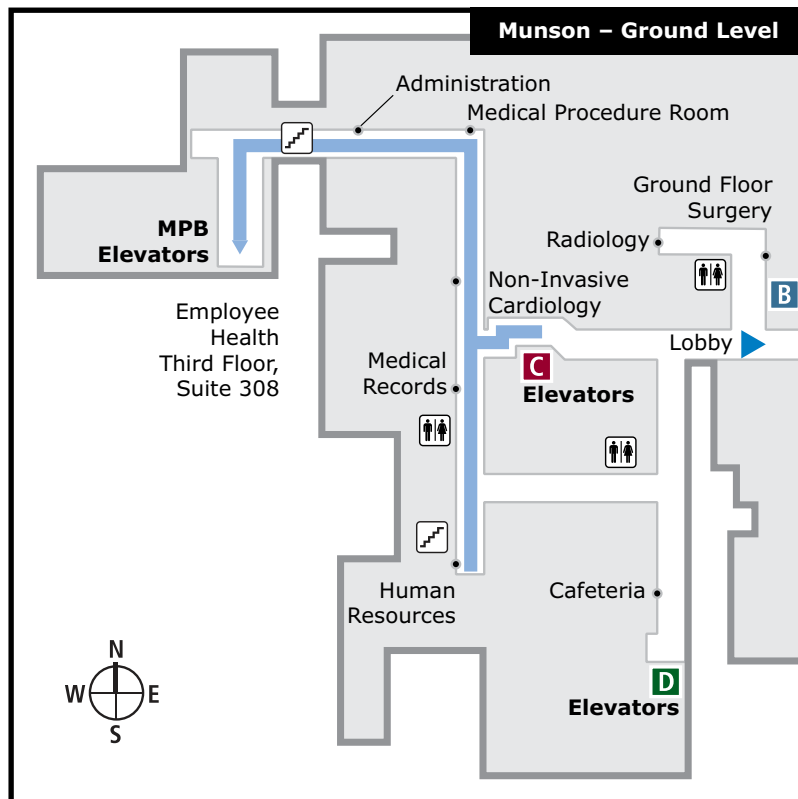 Munson – Ground Level
Administration
Medical Procedure Room
Ground Floor
Surgery
MPB
Elevators
Radiology
Non-Invasive
Cardiology
B
Employee
Health
Third Floor,
Suite 308
Lobby
Medical
Records
C
Elevators
Human
Resources
Cafeteria
N
W
E
S
D
Elevators